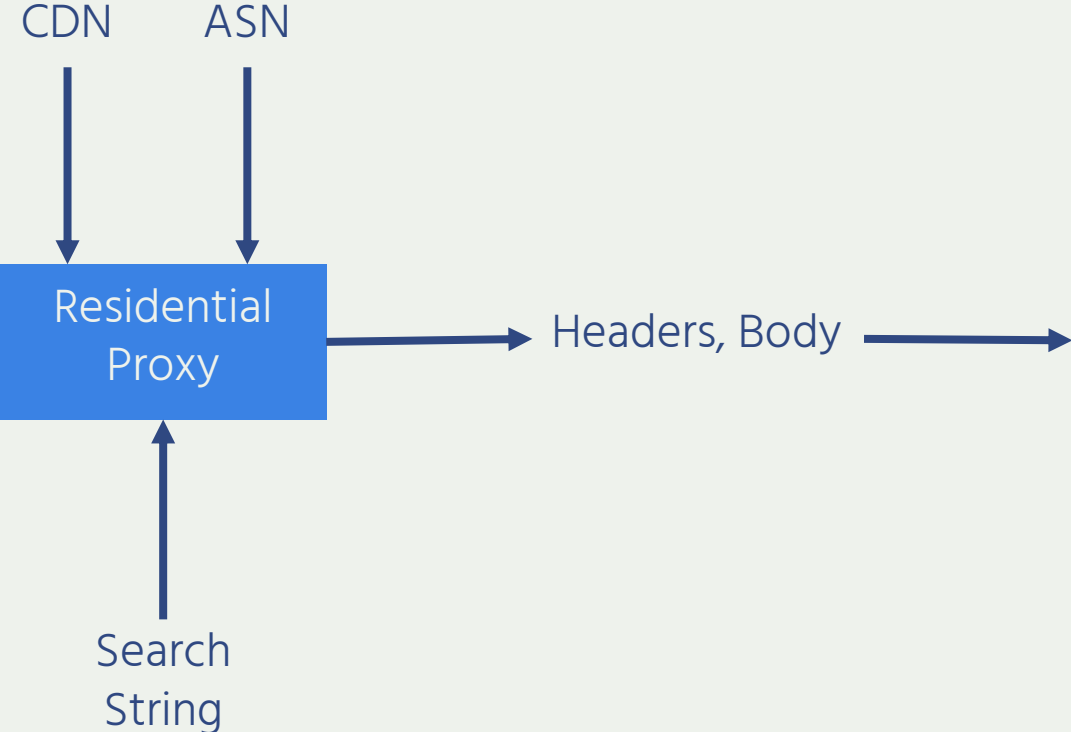 CDN ASN
Residential
Proxy
Headers, Body
Search
String